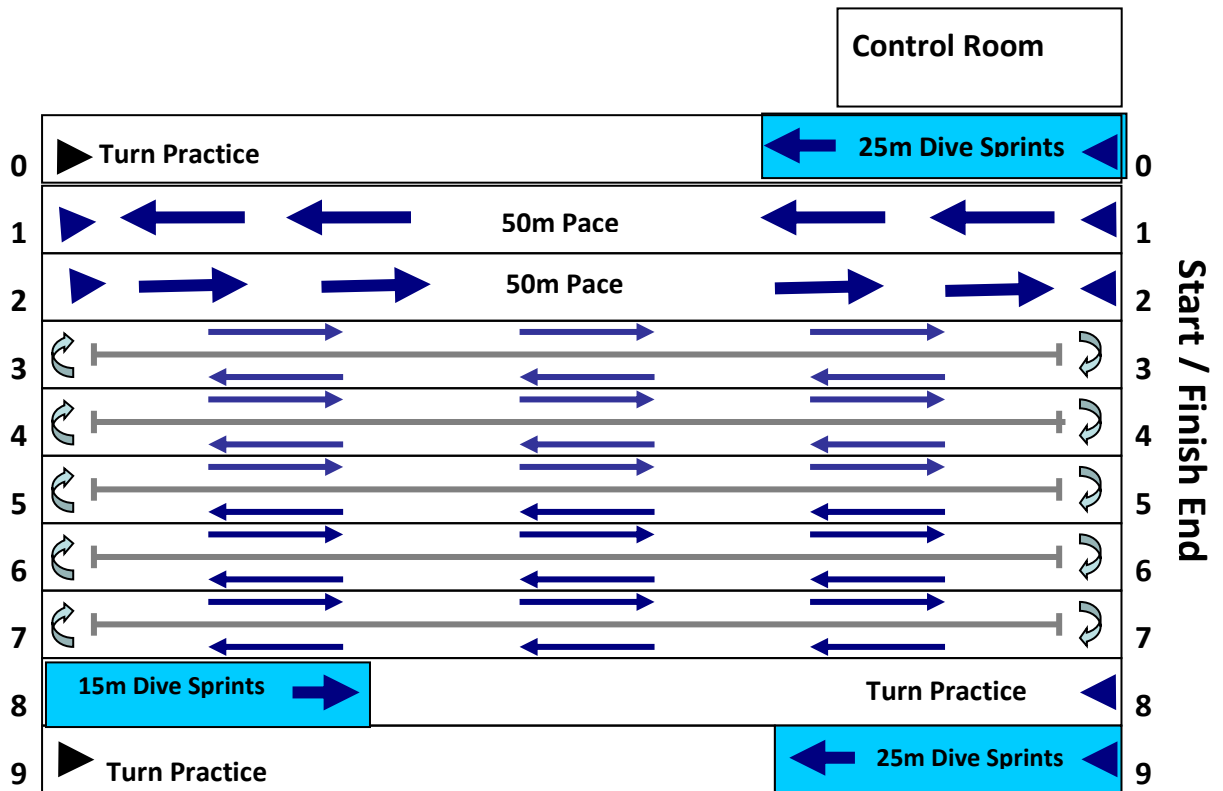 Control Room
0 Turn Practice 25m Dive Sprints 0
1 50m Pace 1
2 50m Pace 2
3 3
4 4
5 5
6 6
7 7
8 15m Dive Sprints Turn Practice 8
9 Turn Practice 25m Dive Sprints 9
Start / Finish End